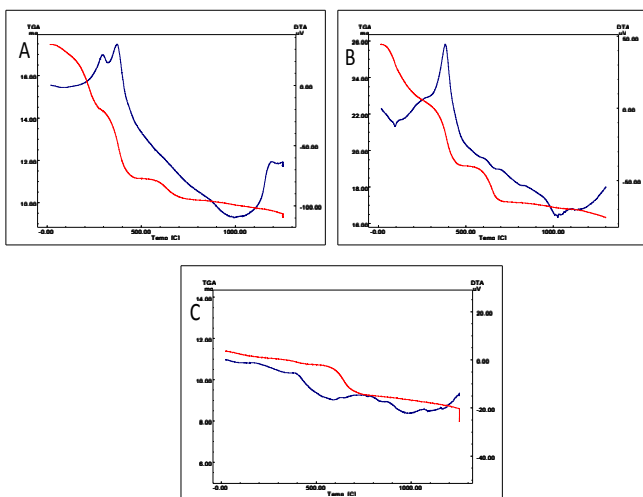 TGA
mg
DTA
uV
A
16.00
14.00
12.00
10.00
0.00
-50.00
-100.00
-0.00
500.00
1000.00
Temp [C]
TGA
mg
DTA
uV
B
26.00
24.00
22.00
20.00
18.00
16.00
50.00
0.00
-50.00
-0.00
500.00
1000.00
Temp [C]
TGA
mg
DTA
uV
C
14.00
12.00
10.00
8.00
6.00
20.00
0.00
-20.00
-40.00
-0.00
500.00
1000.00
Temp [C]